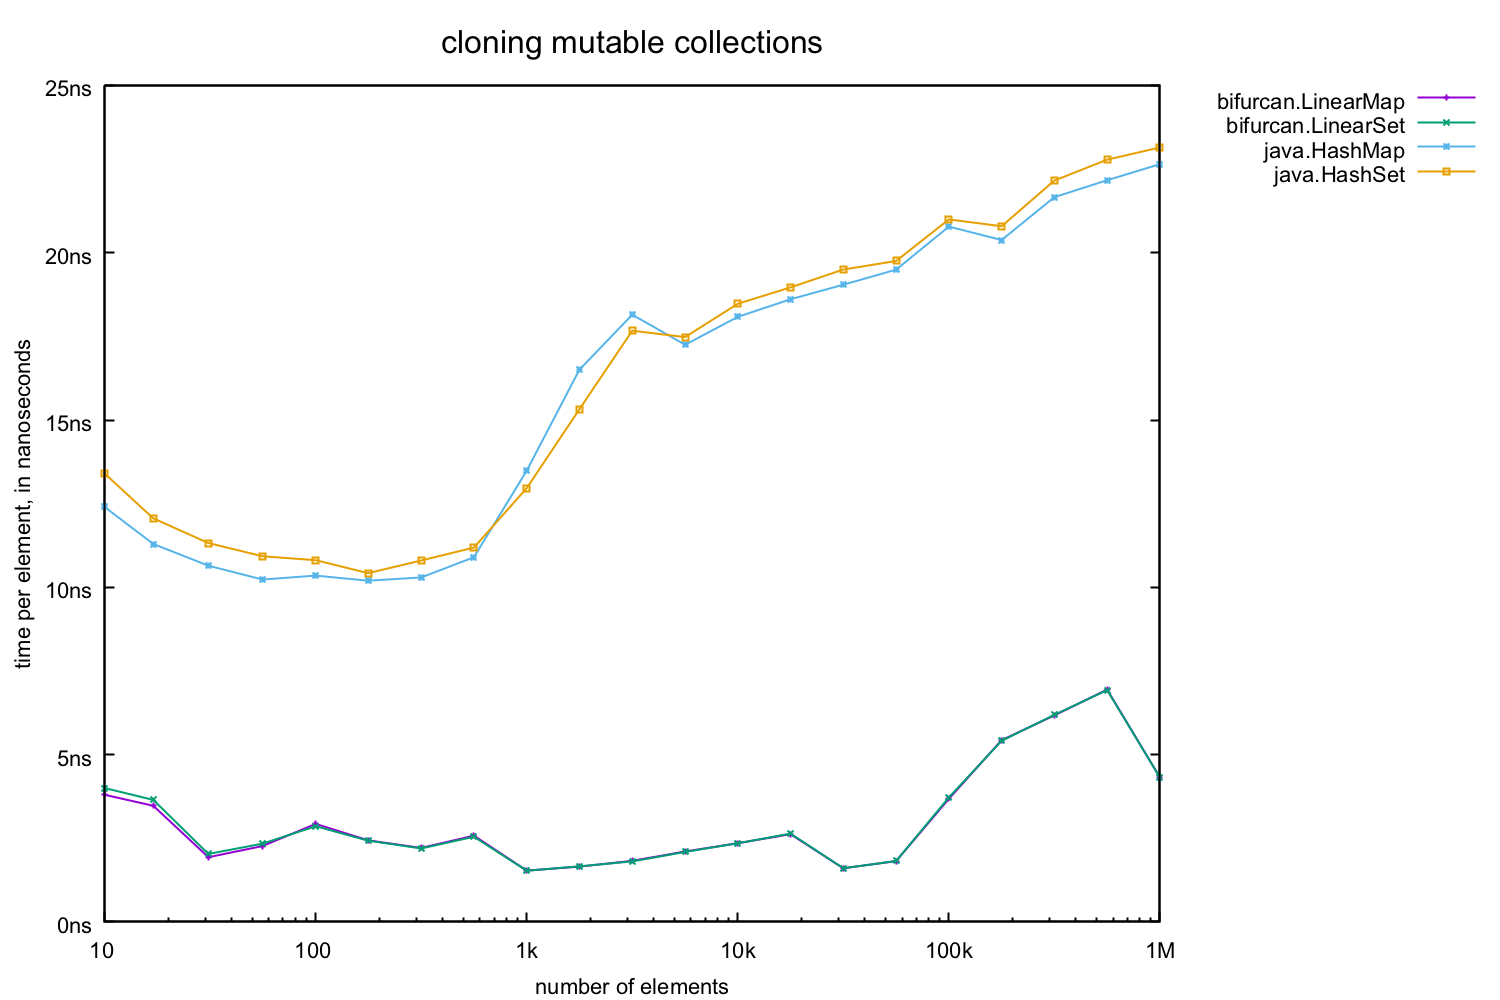 cloning mutable collections
25ns
20ns
15ns
10ns
5ns
0ns
time per element, in nanoseconds
10 100 1k 10k 100k 1M
number of elements
bifurcan.LinearMap
bifurcan.LinearSet
java.HashMap
java.HashSet